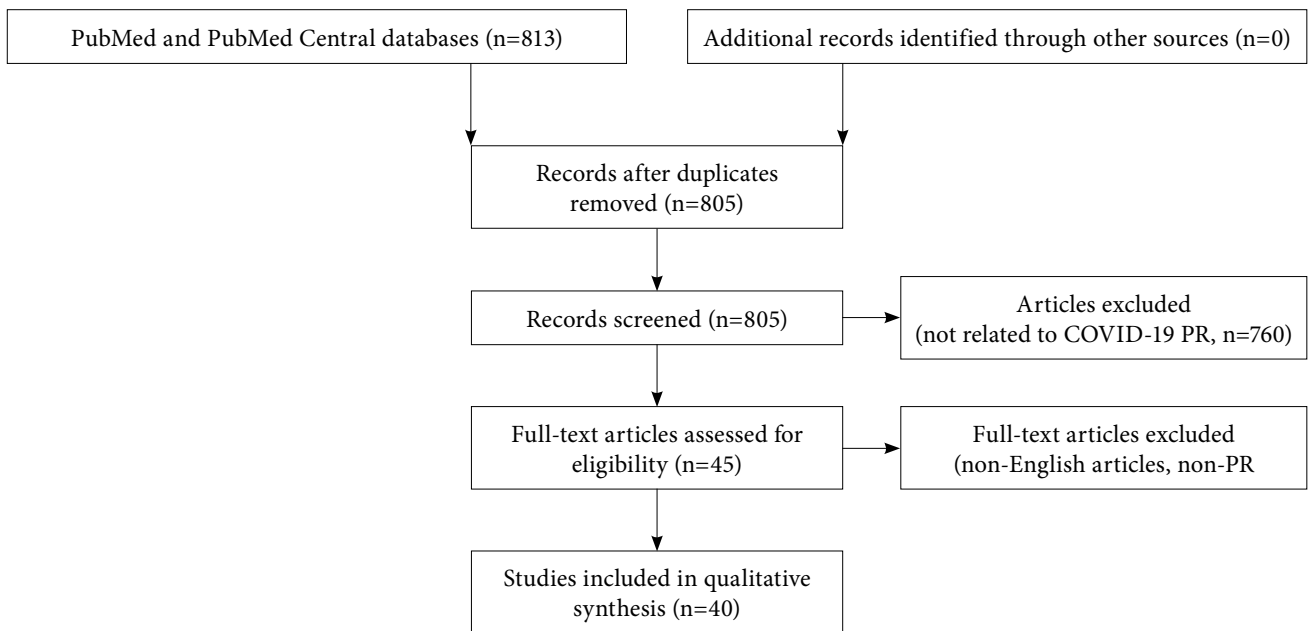 PubMed and PubMed Central databases (n=813)
Additional records identified through other sources (n=0)
Records after duplicates
removed (n=805)
Records screened (n=805)
Articles excluded
(not related to COVID-19 PR, n=760)
Full-text articles assessed for
eligibility (n=45)
Full-text articles excluded
(non-English articles, non-PR
Studies included in qualitative
synthesis (n=40)